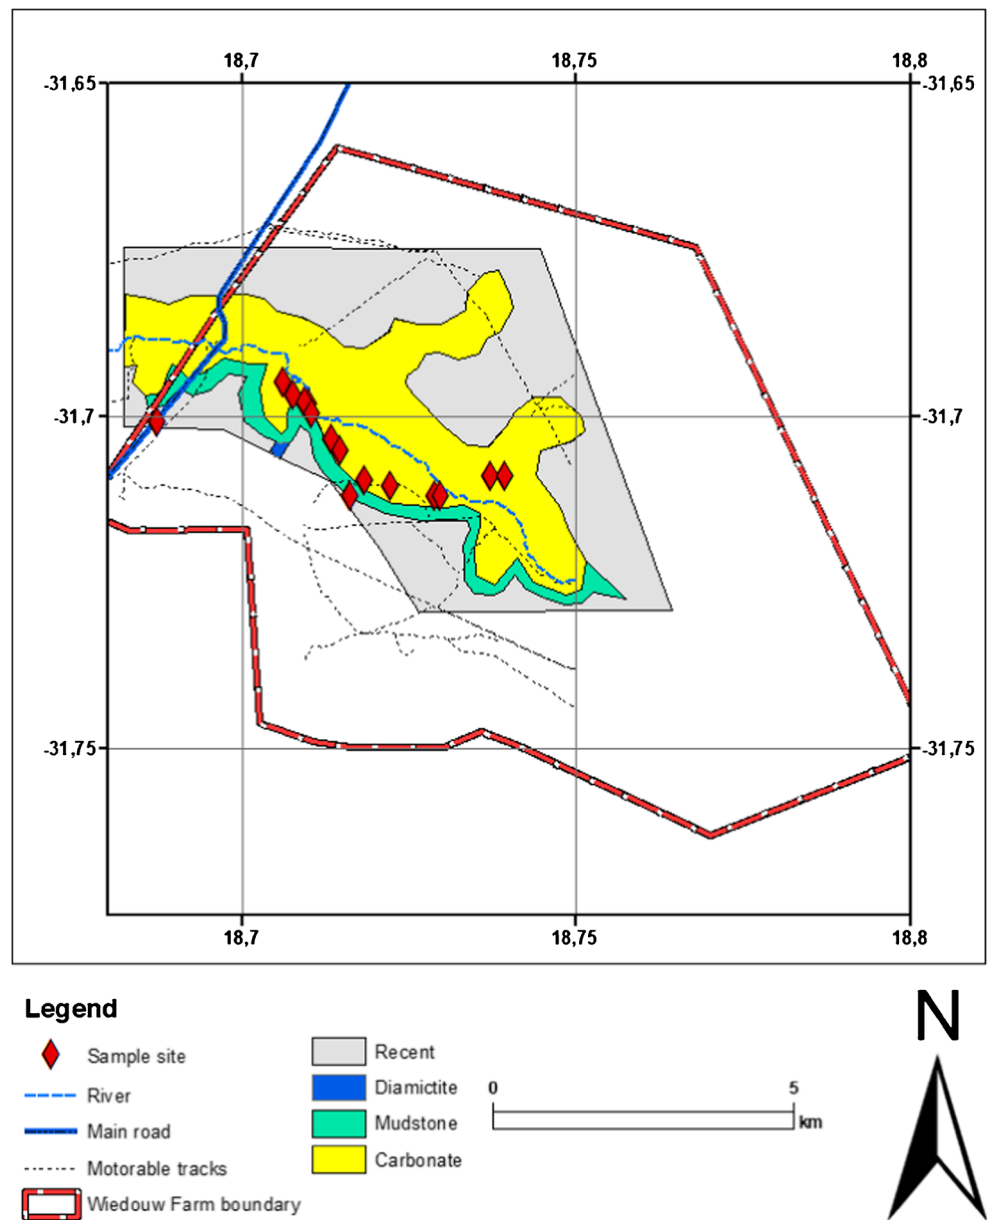 18,7 18,75 18,8
-31,65 -31,65
-31,7 -31,7
-31,75 -31,75
18,7 18,75 18,8
Legend
Sample site
River
Main road
Motorable tracks
Wiedouw Farm boundary
Recent
Diamictite
Mudstone
Carbonate
0 5
km
N